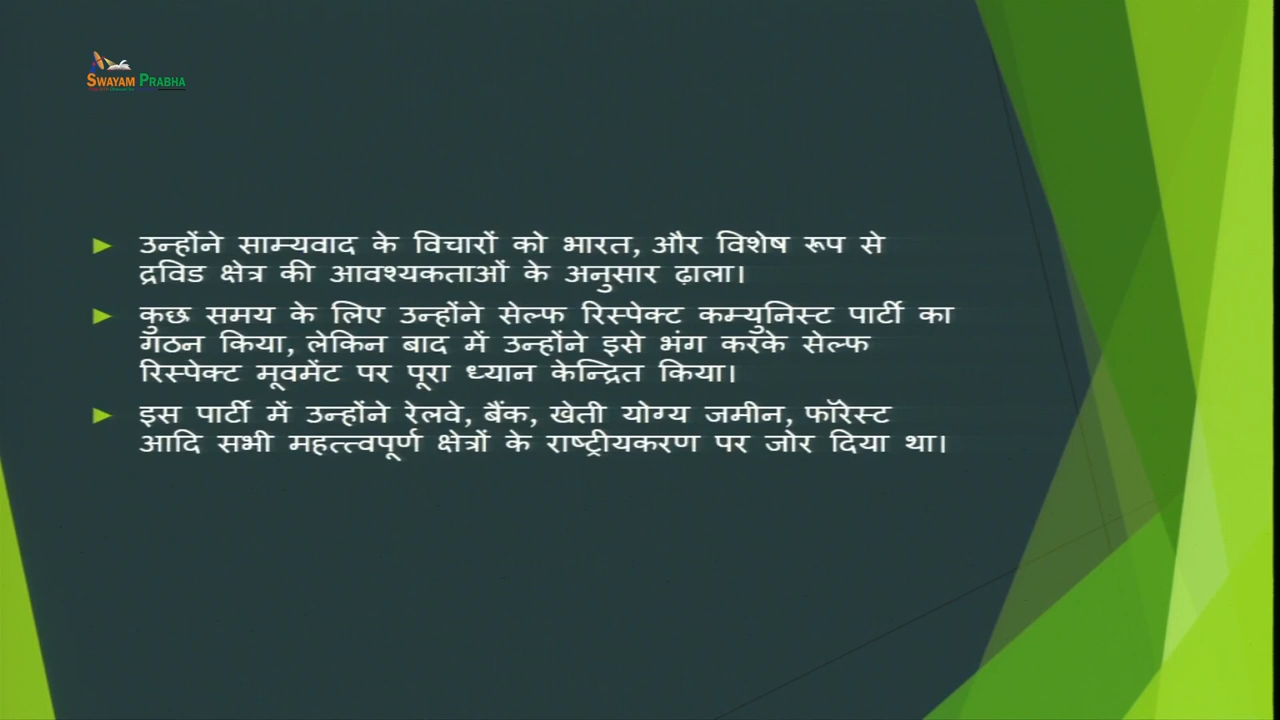 SWAYAM PRABHA
उन्होंने साम्यवाद के विचारों को भारत, और विशेष रूप से
द्रविड क्षेत्र की आवश्यकताओं के अनुसार ढ़ाला।
कुछ समय के लिए उन्होंने सेल्फ रिस्पेक्ट कम्युनिस्ट पार्टी का
गठन किया, लेकिन बाद में उन्होंने इसे भंग करके सेल्फ
रिस्पेक्ट मूवमेंट पर पूरा ध्यान केन्द्रित किया।
इस पार्टी में उन्होंने रेलवे, बैंक, खेती योग्य जमीन, फॉरेस्ट
आदि सभी महत्त्वपूर्ण क्षेत्रों के राष्ट्रीयकरण पर जोर दिया था।